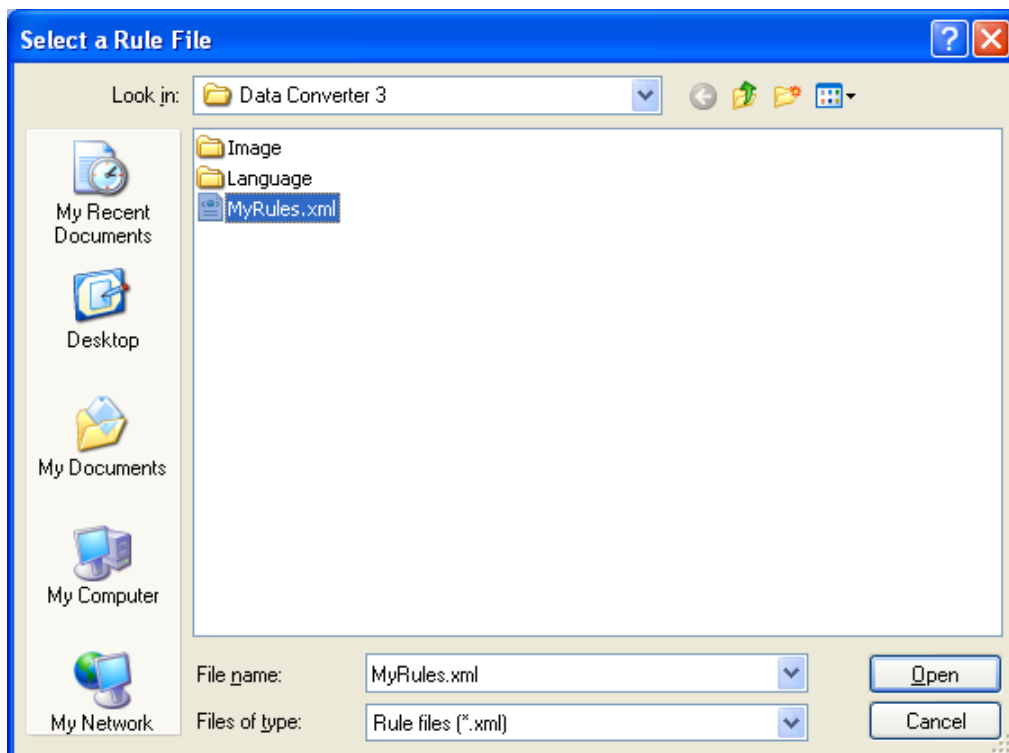 Select a Rule File
Look in: Data Converter 3
Image
Language
MyRules.xml
My Recent
Documents
Desktop
My Documents
My Computer
My Network
File name: MyRules.xml Open
Files of type: Rule files (*.xml) Cancel